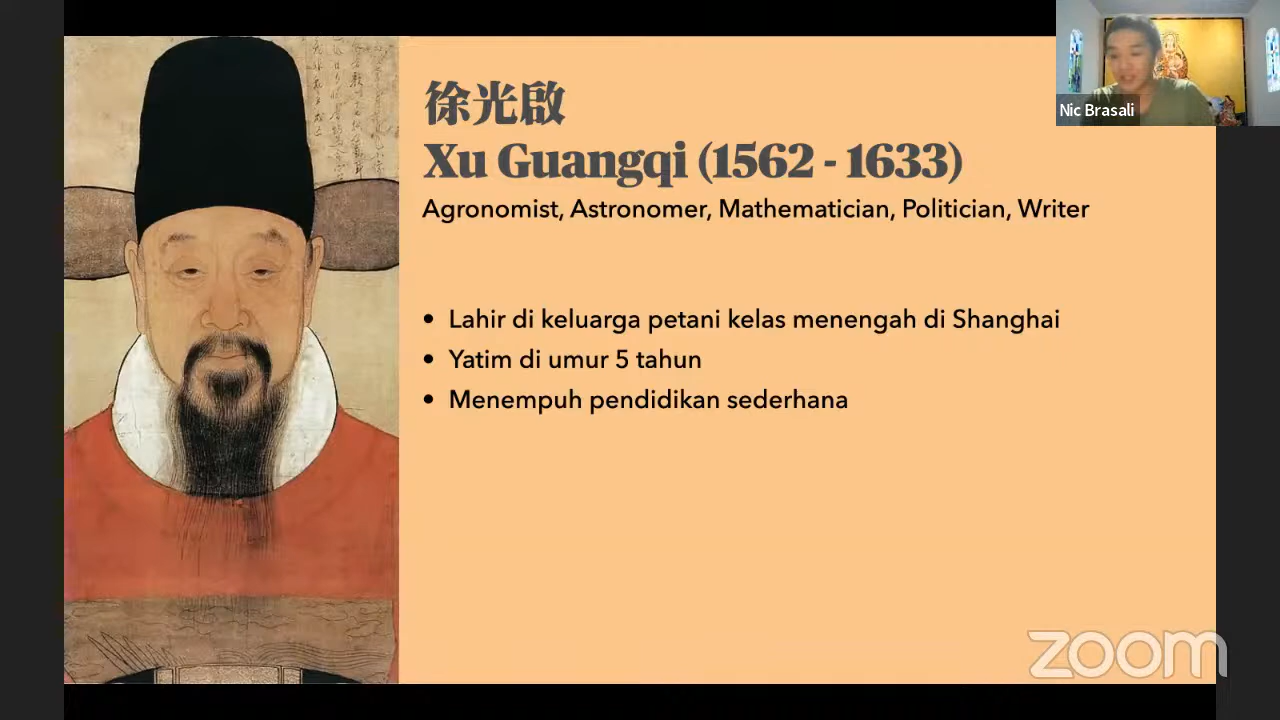 徐光啟
Xu Guangqi (1562 - 1633)
Agronomist, Astronomer, Mathematician, Politician, Writer
• Lahir di keluarga petani kelas menengah di Shanghai
• Yatim di umur 5 tahun
• Menempuh pendidikan sederhana
Nic Brasali
zoom